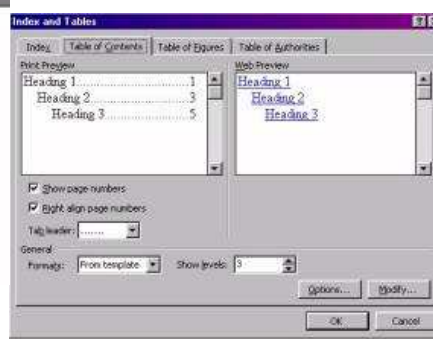 Index and Tables
Index Table of Contents Table of Figures Table of Authorities
Print Preview Web Preview
Heading 1 ........................ 1
Heading 2 ..................... 3
Heading 3 ................. 5
Heading 1
Heading 2
Heading 3
Show page numbers
Right align page numbers
Tab leader: .......
General
Formats: From template Show levels: 3
Options... Modify...
OK Cancel